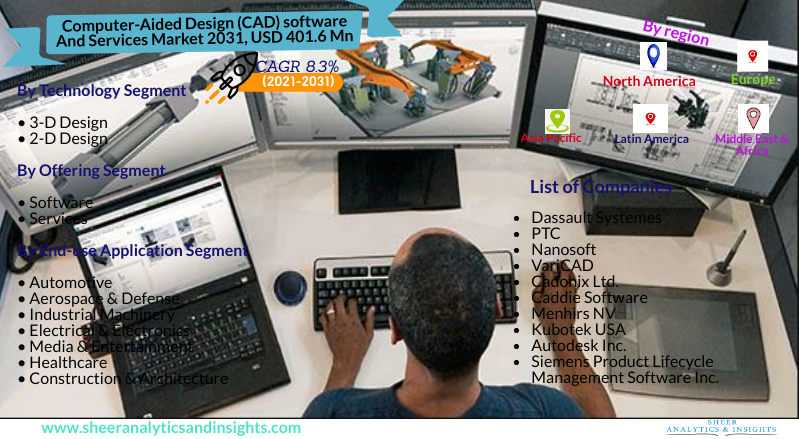 Computer-Aided Design (CAD) software
And Services Market 2031, USD 401.6 Mn
CAGR 8.3%
(2021-2031)
By Technology Segment
• 3-D Design
• 2-D Design
By Offering Segment
• Software
• Services
By End-use Application Segment
• Automotive
• Aerospace & Defense
• Industrial Machinery
• Electrical & Electronics
• Media & Entertainment
• Healthcare
• Construction & Architecture
By region
North America
Europe
Asia Pacific
Latin America
Middle East &
Africa
List of Companies
• Dassault Systemes
• PTC
• Nanosoft
• VariCAD
• Cadonix Ltd.
• Caddie Software
• Menhirs NV
• Kubotek USA
• Autodesk Inc.
• Siemens Product Lifecycle
Management Software Inc.
www.sheeranalyticsandinsights.com
SHEER
ANALYTICS & INSIGHTS